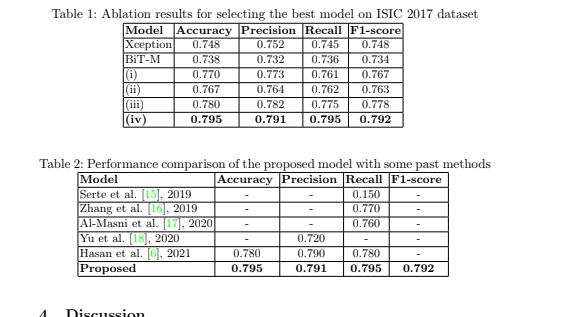 Table 1: Ablation results for selecting the best model on ISIC 2017 dataset
Model Accuracy Precision Recall F1-score
Xception 0.748 0.752 0.745 0.748
BiT-M 0.738 0.732 0.736 0.734
(i) 0.770 0.773 0.761 0.767
(ii) 0.767 0.764 0.762 0.763
(iii) 0.780 0.782 0.775 0.778
(iv) 0.795 0.791 0.795 0.792
Table 2: Performance comparison of the proposed model with some past methods
Model Accuracy Precision Recall F1-score
Serte et al. [15], 2019 - - 0.150 -
Zhang et al. [16], 2019 - - 0.770 -
Al-Masni et al. [17], 2020 - - 0.760 -
Yu et al. [18], 2020 - 0.720 - -
Hasan et al. [6], 2021 0.780 0.790 0.780 -
Proposed 0.795 0.791 0.795 0.792
4 Discussion